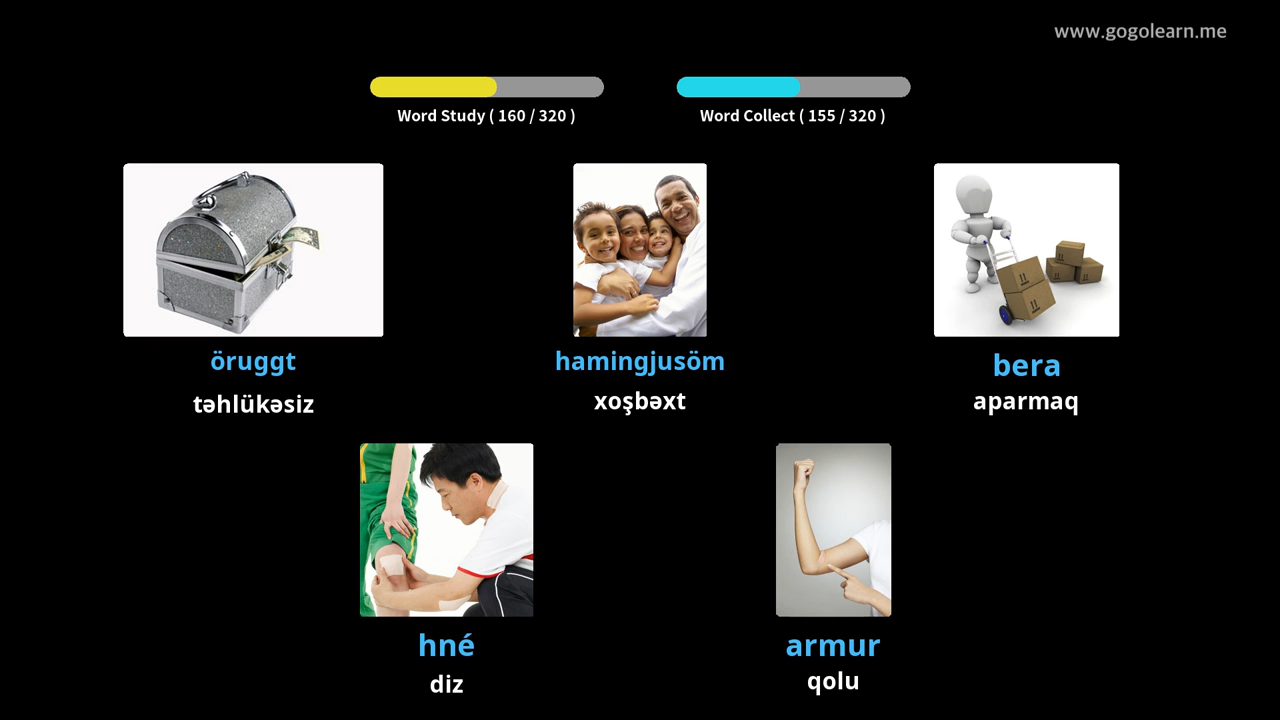 www.gogolearn.me
Word Study ( 160 / 320 )
Word Collect ( 155 / 320 )
öruggt
hamingjusöm
bera
təhlükəsiz
xoşbəxt
aparmaq
hné
armur
diz
qolu